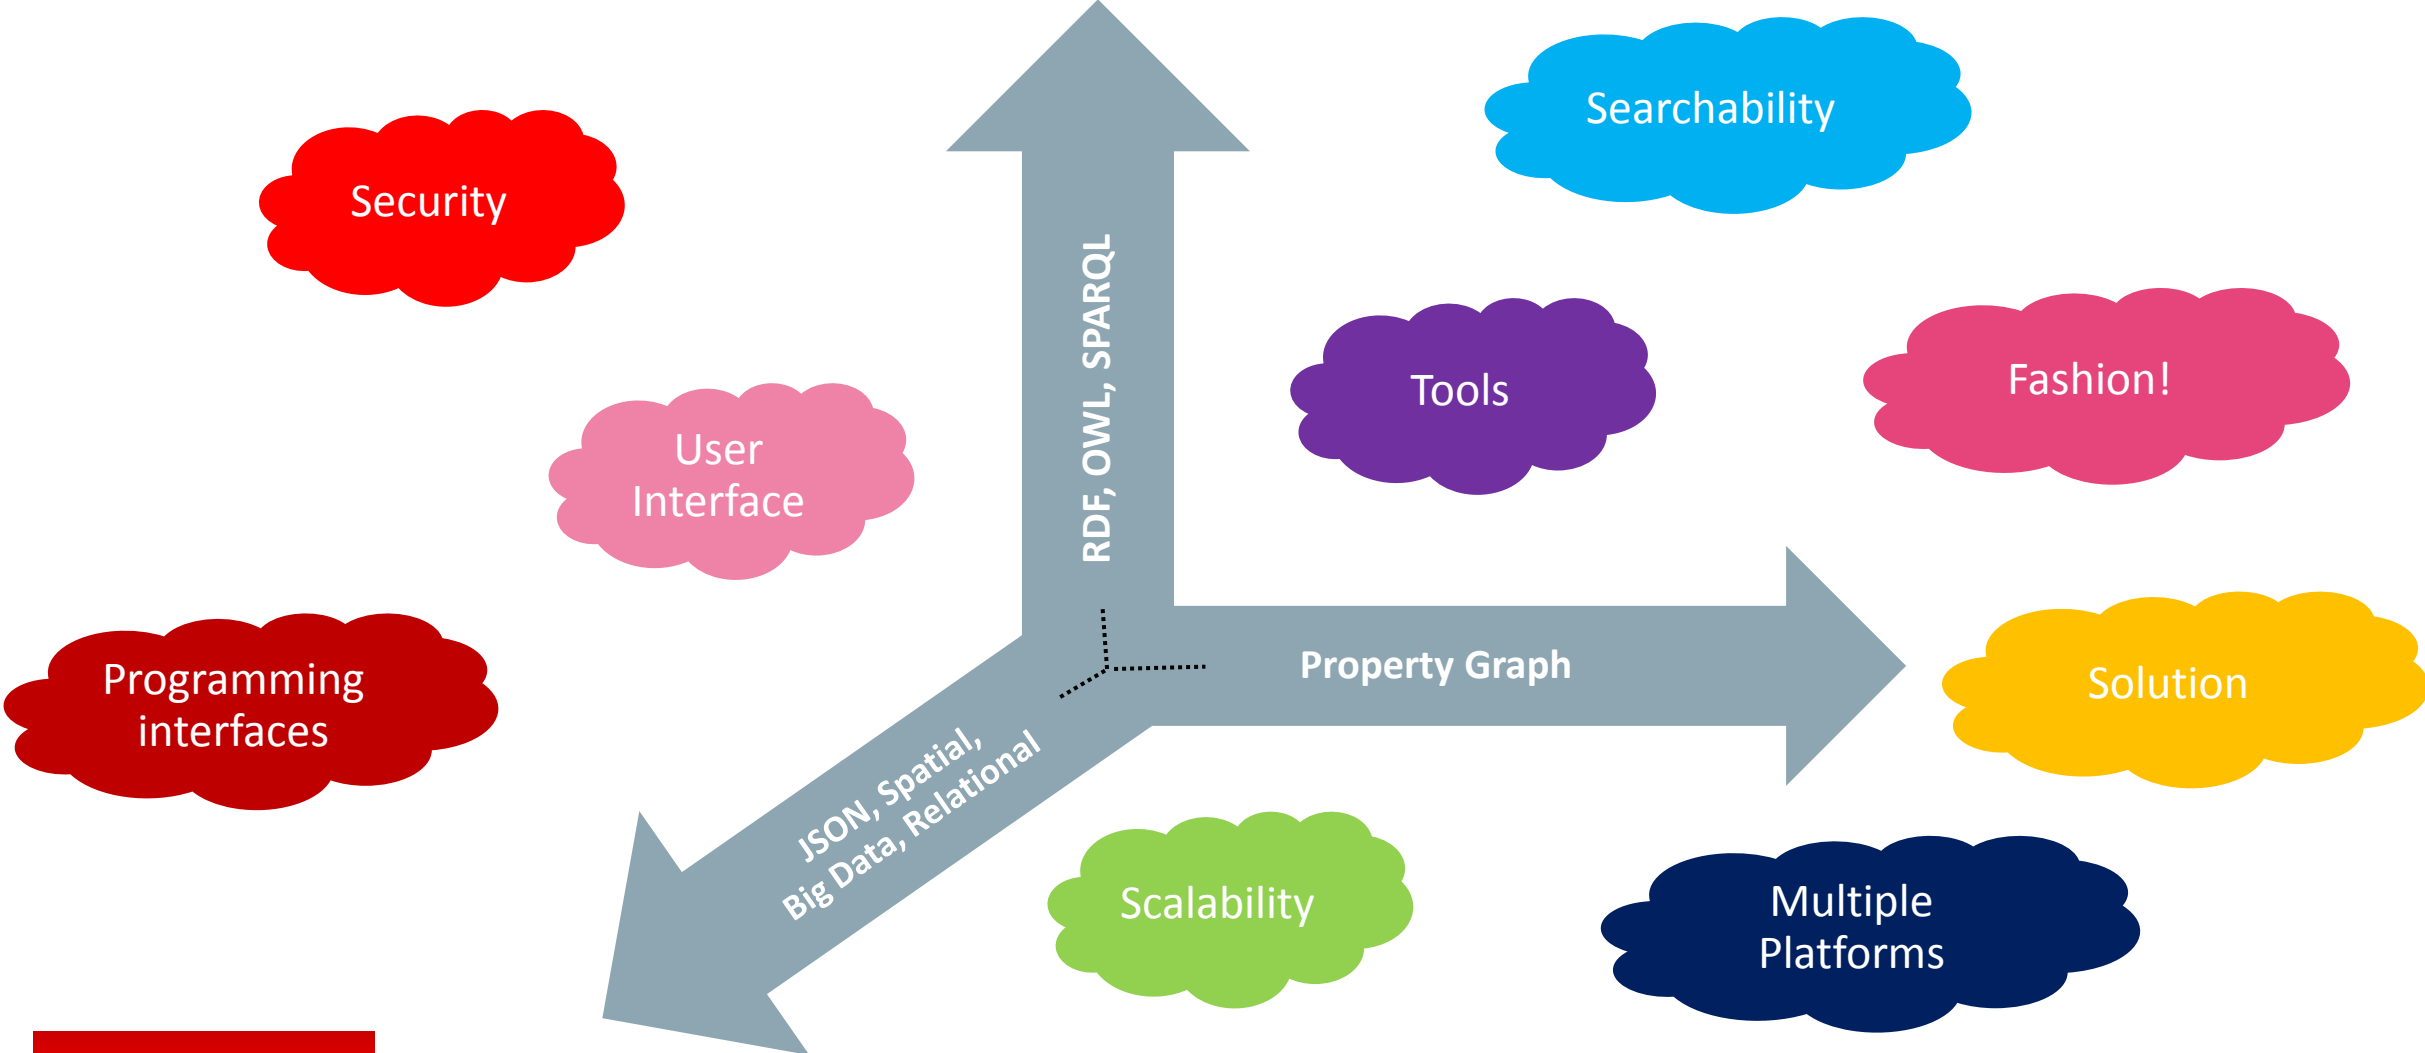 Searchability
Security
RDF, OWL, SPARQL
Tools
Fashion!
User
Interface
Programming
interfaces
Property Graph
Solution
JSON, Spatial,
Big Data, Relational
Scalability
Multiple
Platforms